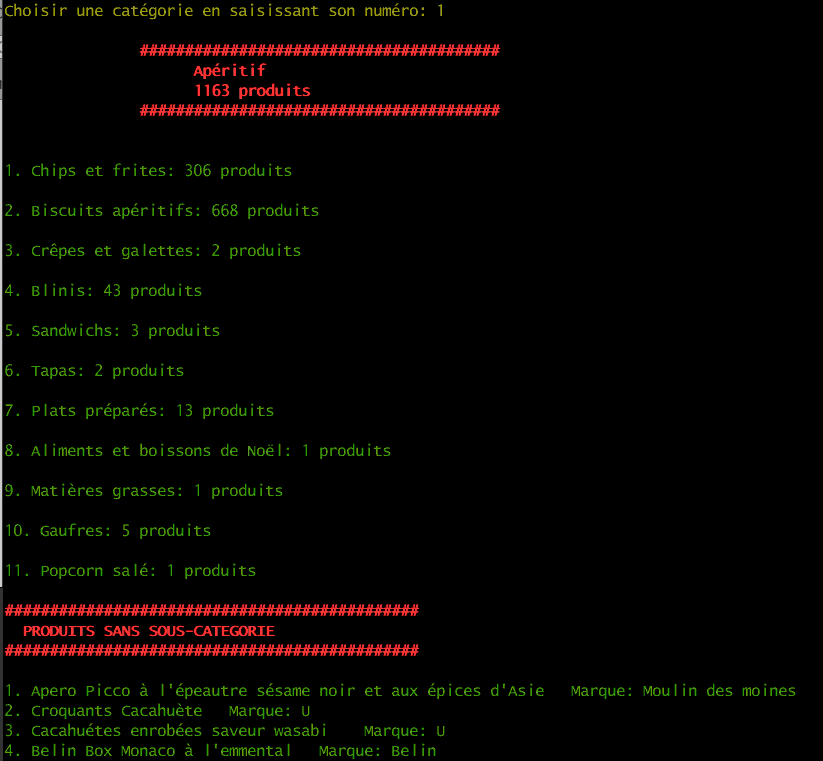 Choisir une catégorie en saisissant son numéro: 1
########################################
Apéritif
1163 produits
########################################
1. Chips et frites: 306 produits
2. Biscuits apéritifs: 668 produits
3. Crêpes et galettes: 2 produits
4. Blinis: 43 produits
5. Sandwichs: 3 produits
6. Tapas: 2 produits
7. Plats préparés: 13 produits
8. Aliments et boissons de Noël: 1 produits
9. Matières grasses: 1 produits
10. Gaufres: 5 produits
11. Popcorn salé: 1 produits
##############################################
PRODUITS SANS SOUS-CATEGORIE
##############################################
1. Apero Picco à l'épeautre sésame noir et aux épices d'Asie   Marque: Moulin des moines
2. Croquants Cacahuète   Marque: U
3. Cacahuétes enrobées saveur wasabi    Marque: U
4. Belin Box Monaco à l'emmental   Marque: Belin